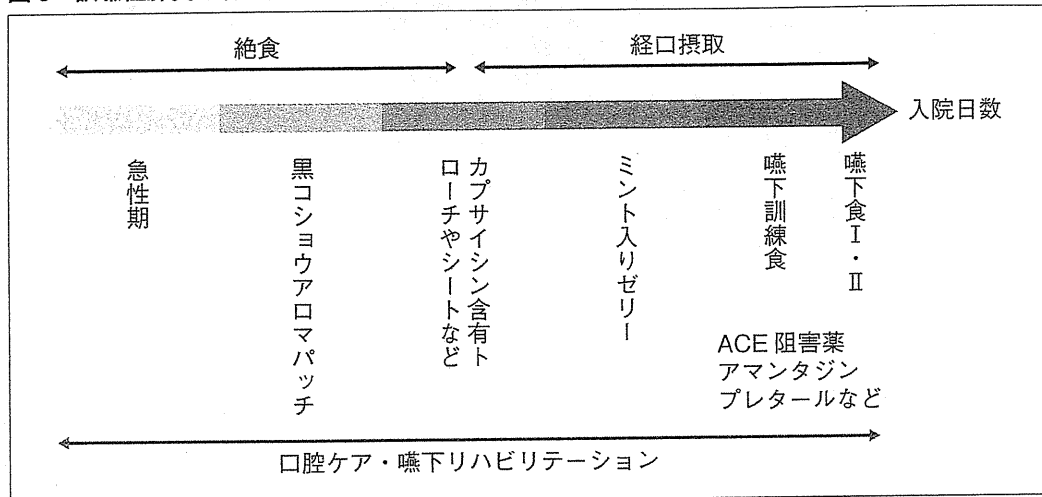 絶食
経口摂取
入院日数
急性期
黒コショウアロマパッチ
カプサイシン含有ト
ローチやシートなど
ミント入りゼリー
嚥下訓練食
嚥下食Ⅰ・Ⅱ
ACE 阻害薬
アマンタジン
プレタールなど
口腔ケア・嚥下リハビリテーション